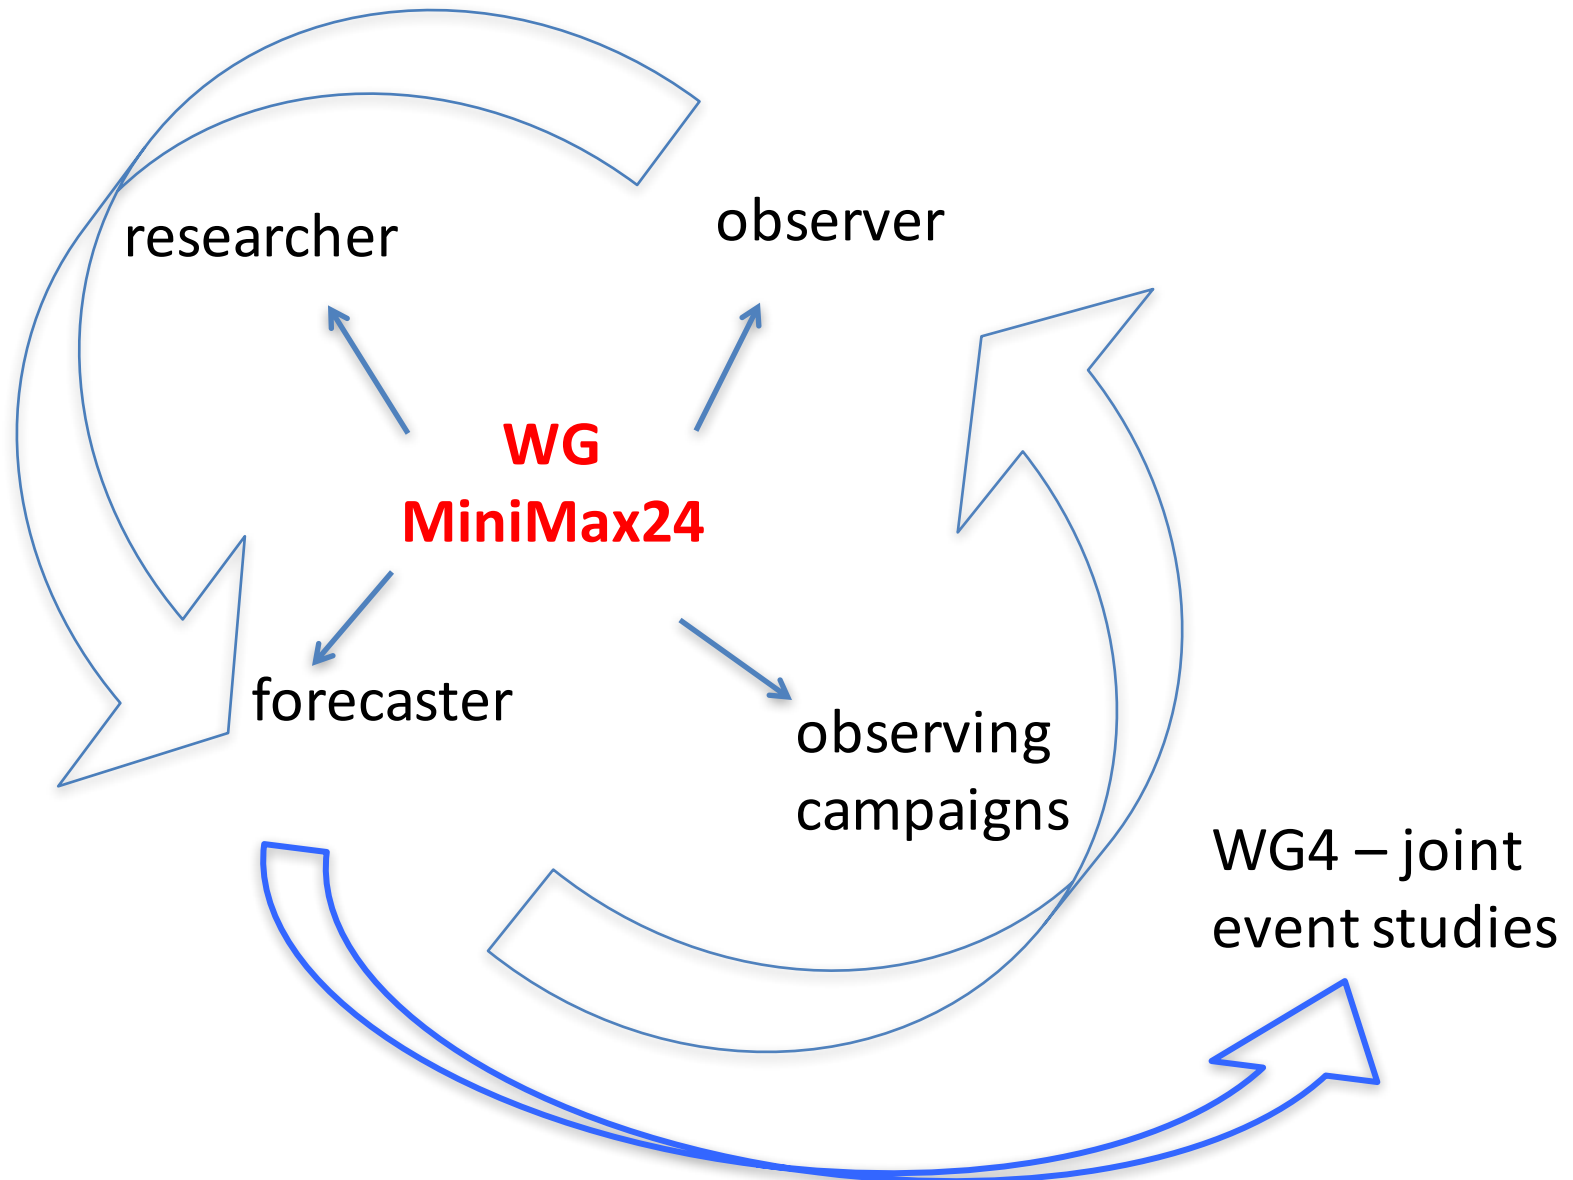 researcher
observer
WG
MiniMax24
forecaster
observing
campaigns
WG4 – joint
event studies